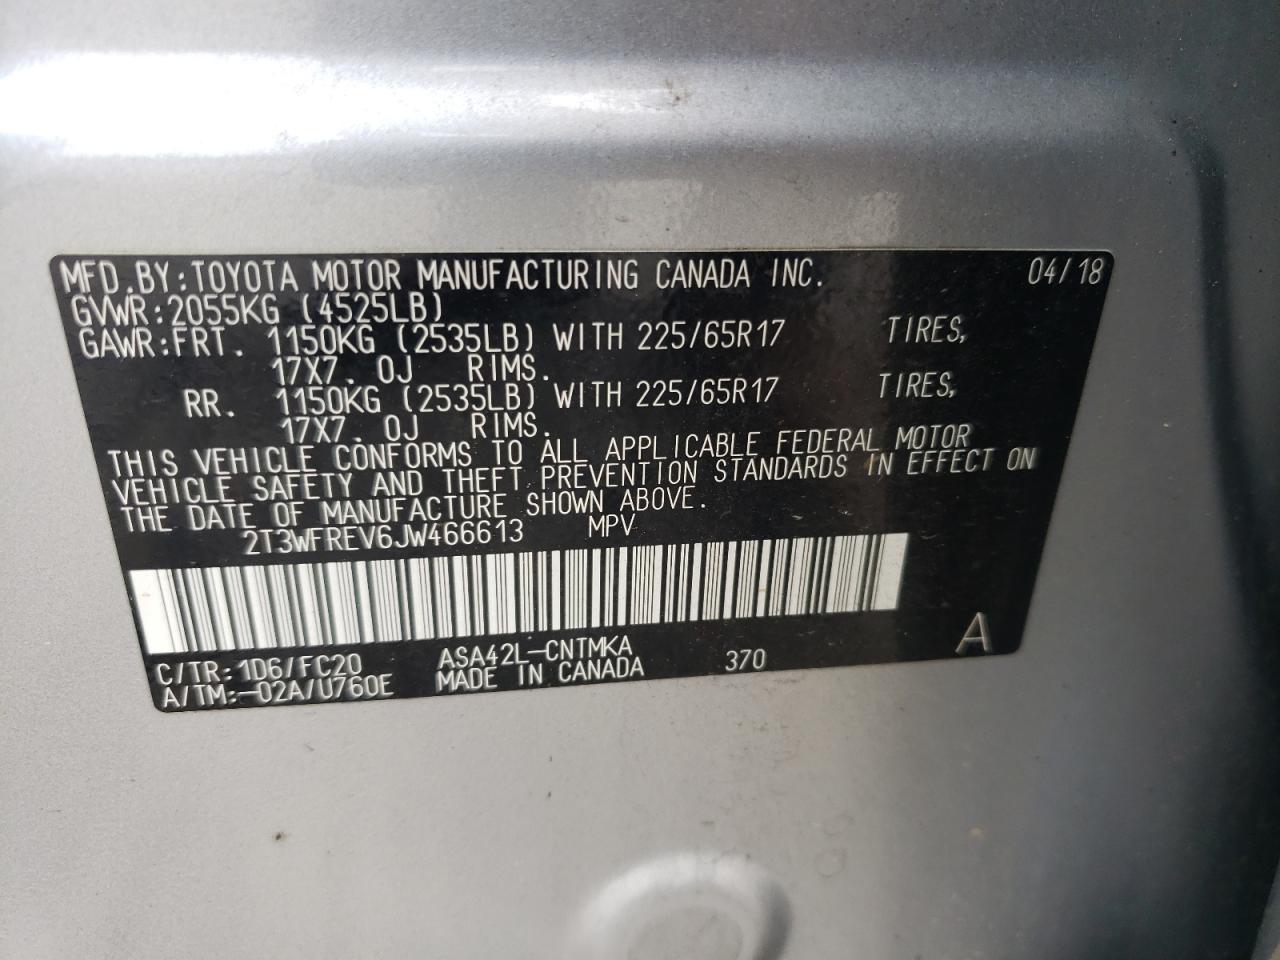 MFD.BY:TOYOTA MOTOR MANUFACTURING CANADA INC. 04/18
GVWR:2055KG (4525LB)
GAWR:FRT. 1150KG (2535LB) WITH 225/65R17 TIRES,
17X7.0J RIMS.
RR. 1150KG (2535LB) WITH 225/65R17 TIRES,
17X7.0J RIMS.
THIS VEHICLE CONFORMS TO ALL APPLICABLE FEDERAL MOTOR
VEHICLE SAFETY AND THEFT PREVENTION STANDARDS IN EFFECT ON
THE DATE OF MANUFACTURE SHOWN ABOVE.
2T3WFREV6JW466613 MPV
C/TR:1D6/FC20 ASA42L-CNTMKA 370 A
A/TM:-02A/U760E MADE IN CANADA